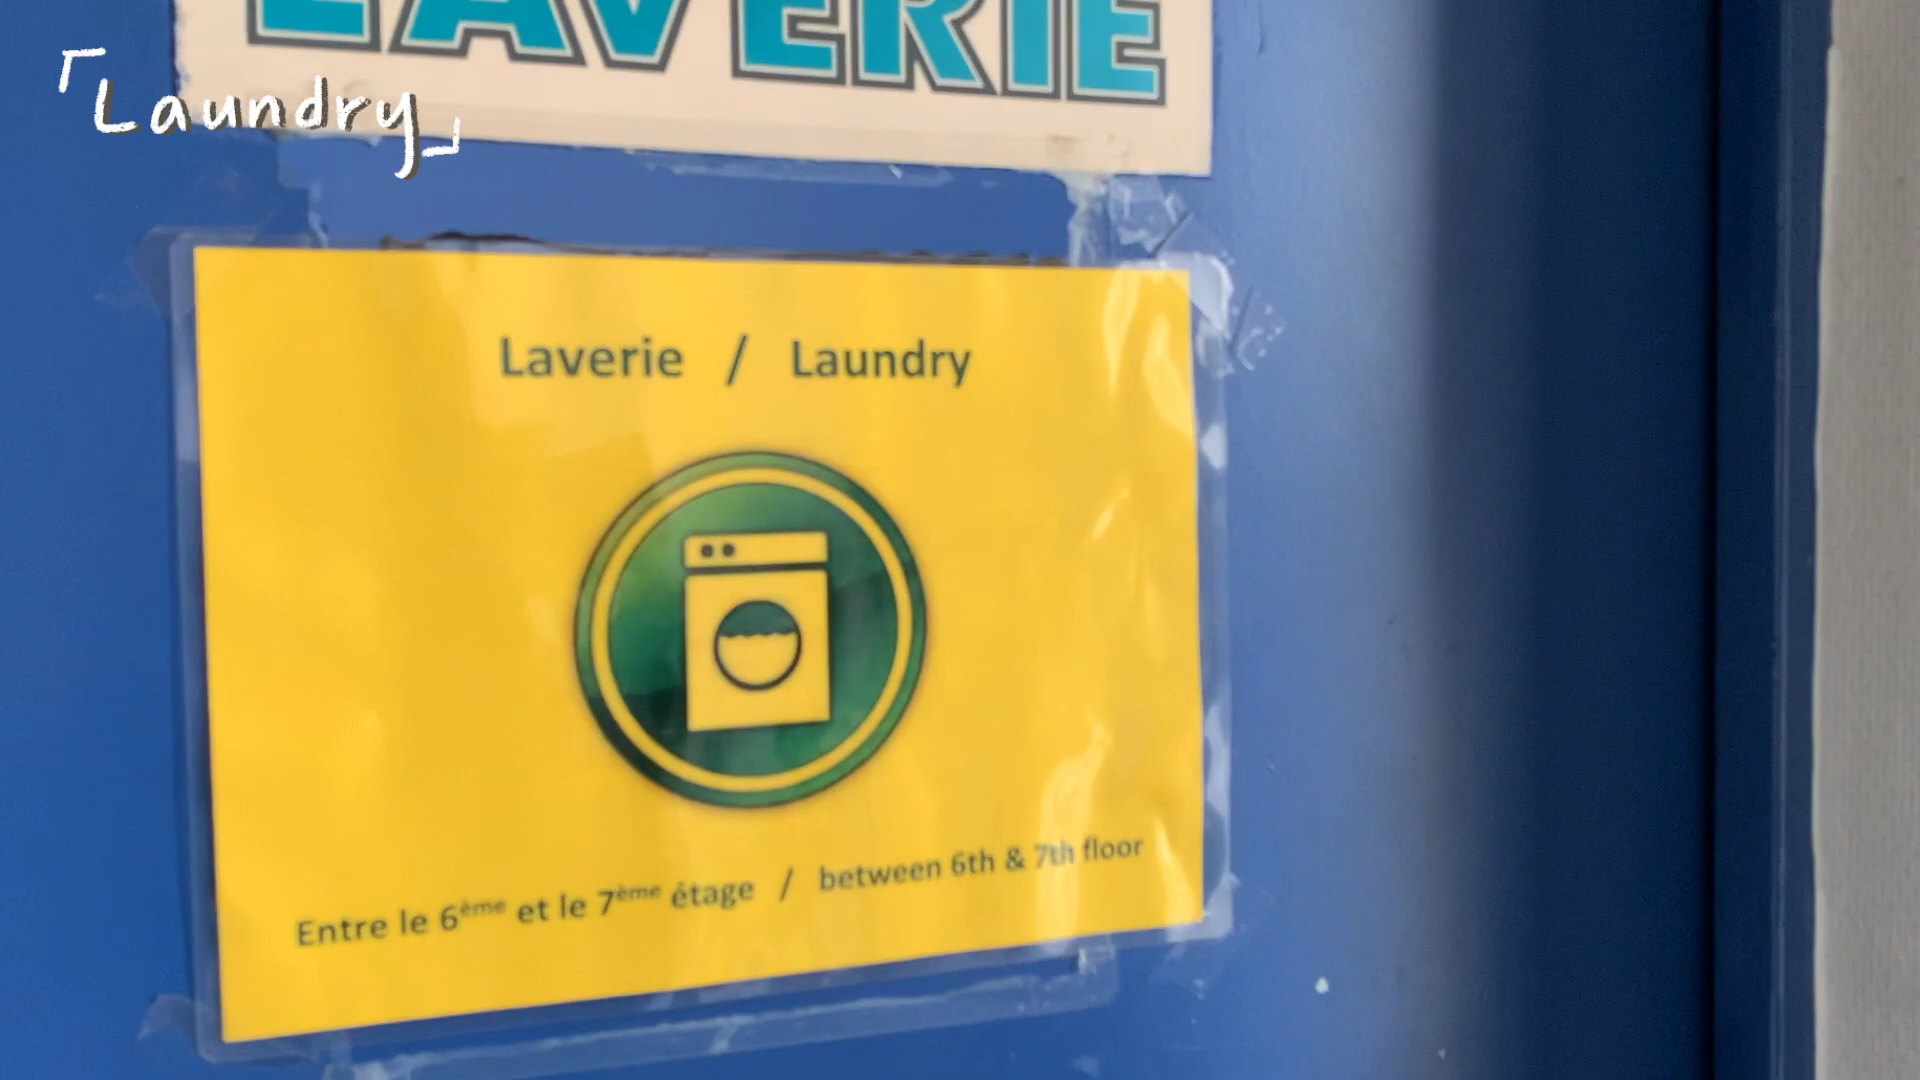 LAVERIE
「Laundry」
Laverie / Laundry
Entre le 6ème et le 7ème étage / between 6th & 7th floor